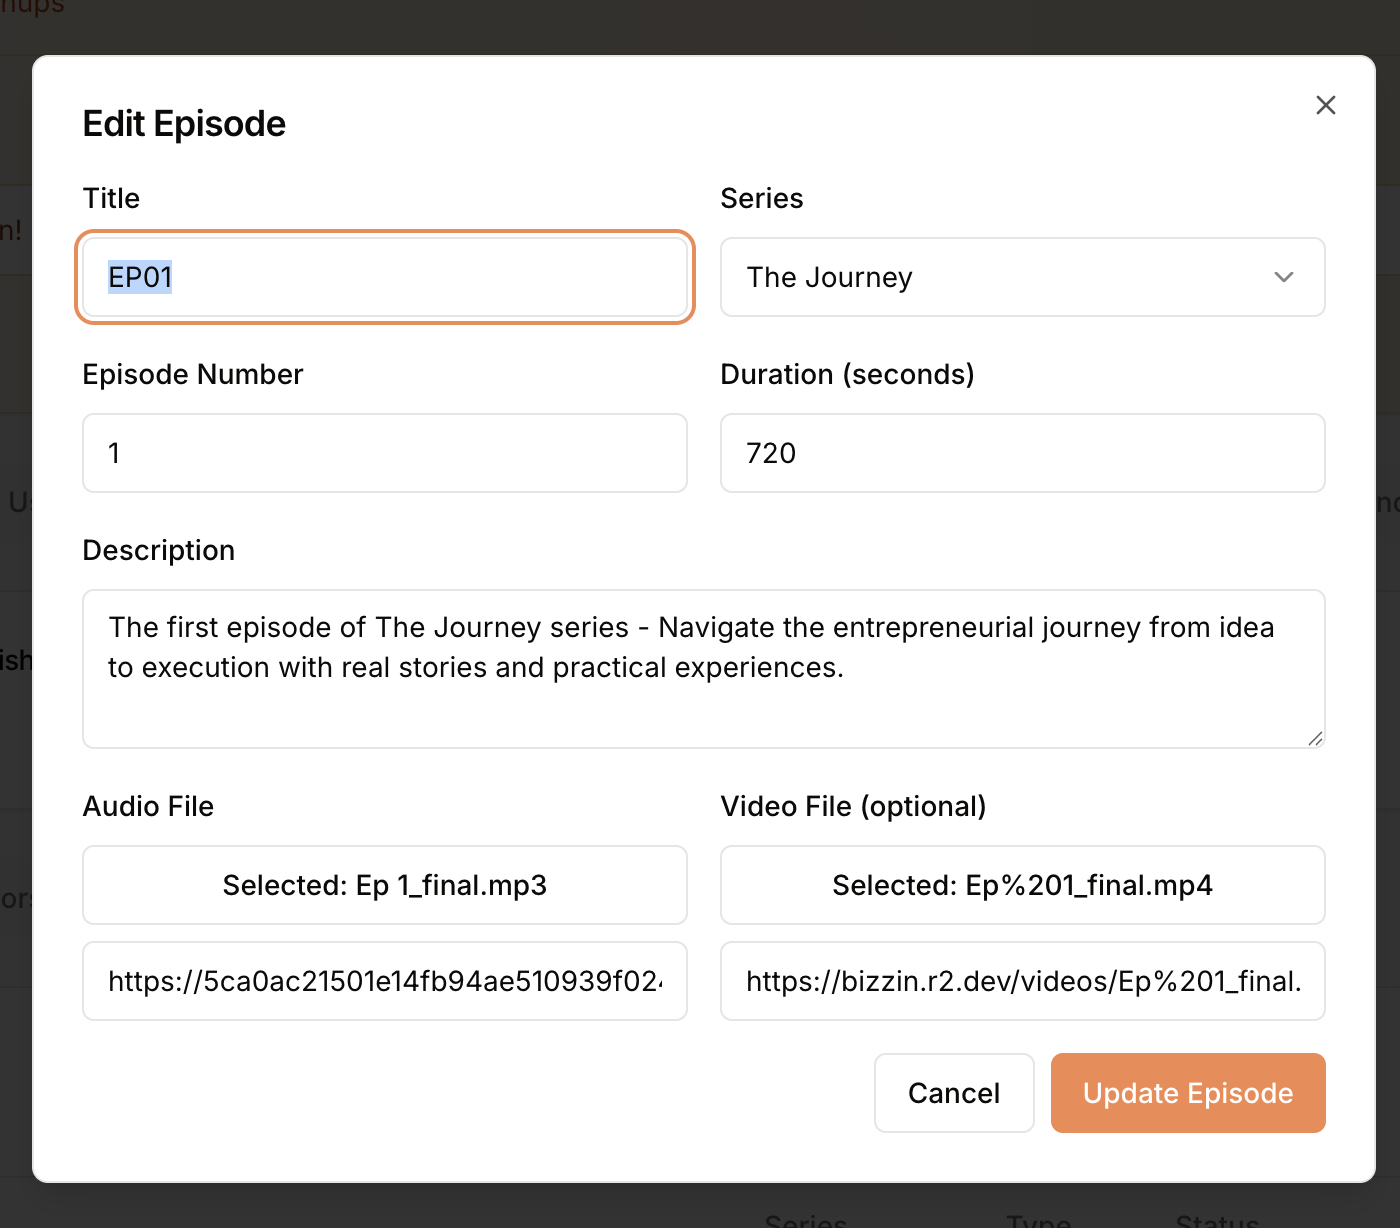 Edit Episode
Title
Series
EP01
The Journey
Episode Number
Duration (seconds)
1
720
Description
The first episode of The Journey series - Navigate the entrepreneurial journey from idea
to execution with real stories and practical experiences.
Audio File
Video File (optional)
Selected: Ep 1_final.mp3
Selected: Ep%201_final.mp4
https://5ca0ac21501e14fb94ae510939f02
https://bizzin.r2.dev/videos/Ep%201_final.
Cancel
Update Episode
Series
Type
Status